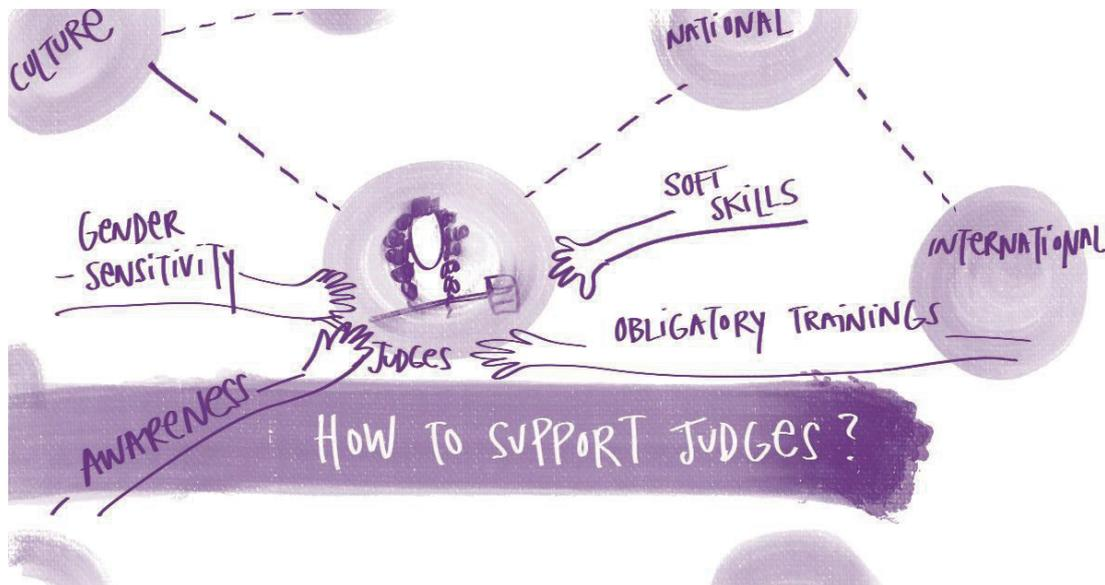 CULTURE
NATIONAL
SOFT
SKILLS
GENDER
- SENSITIVITY
INTERNATIONAL
OBLIGATORY TRAININGS
JUDGES
AWARENESS
HOW TO SUPPORT JUDGES?